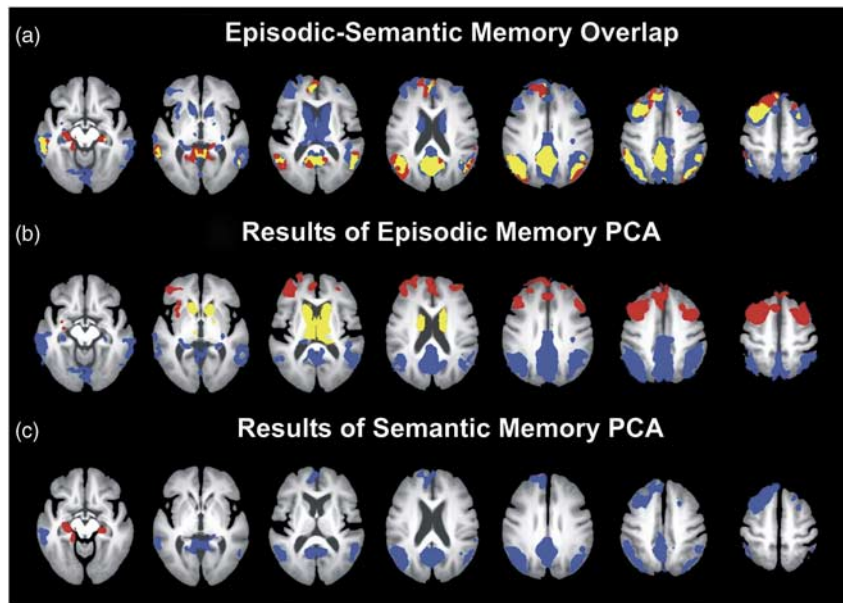 (a)
Episodic-Semantic Memory Overlap
(b)
Results of Episodic Memory PCA
(c)
Results of Semantic Memory PCA